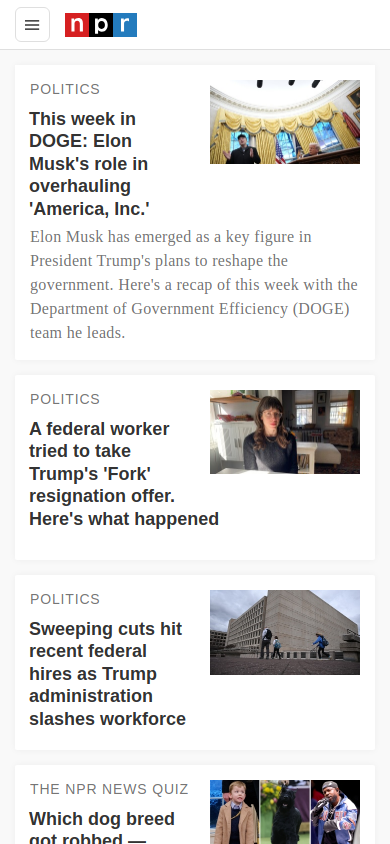 npr
POLITICS
This week in
DOGE: Elon
Musk's role in
overhauling
'America, Inc.'
Elon Musk has emerged as a key figure in
President Trump's plans to reshape the
government. Here's a recap of this week with the
Department of Government Efficiency (DOGE)
team he leads.
POLITICS
A federal worker
tried to take
Trump's 'Fork'
resignation offer.
Here's what happened
POLITICS
Sweeping cuts hit
recent federal
hires as Trump
administration
slashes workforce
THE NPR NEWS QUIZ
Which dog breed
got robbed —